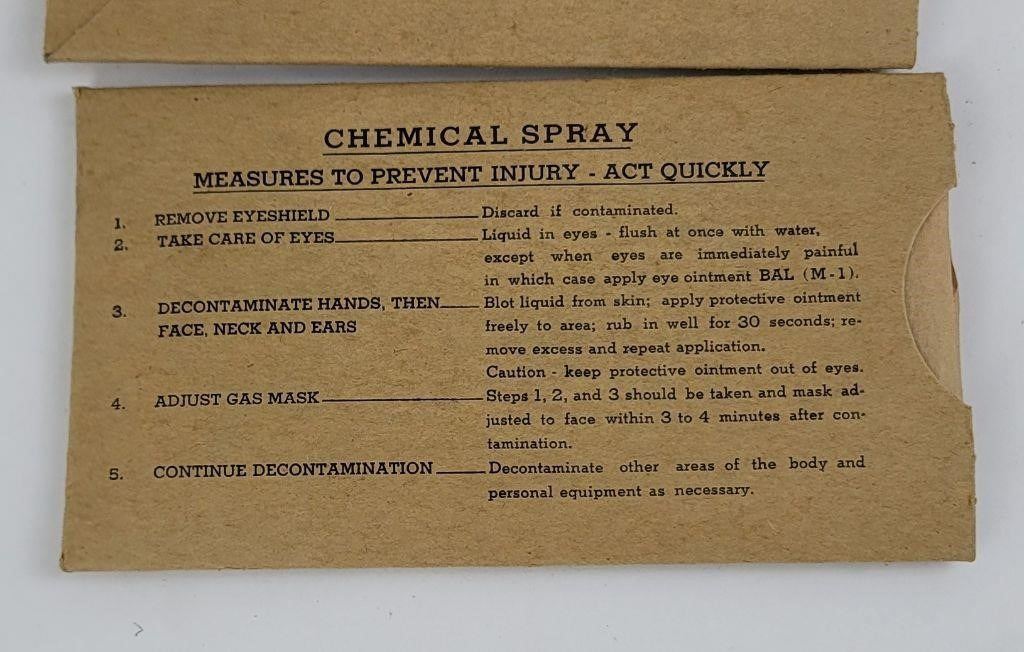 CHEMICAL SPRAY
MEASURES TO PREVENT INJURY - ACT QUICKLY
1. REMOVE EYESHIELD Discard if contaminated.
2. TAKE CARE OF EYES Liquid in eyes - flush at once with water,
except when eyes are immediately painful
in which case apply eye ointment BAL (M-1).
3. DECONTAMINATE HANDS, THEN Blot liquid from skin; apply protective ointment
FACE, NECK AND EARS freely to area; rub in well for 30 seconds; re-
move excess and repeat application.
Caution - keep protective ointment out of eyes.
4. ADJUST GAS MASK Steps 1, 2, and 3 should be taken and mask ad-
justed to face within 3 to 4 minutes after con-
tamination.
5. CONTINUE DECONTAMINATION Decontaminate other areas of the body and
personal equipment as necessary.